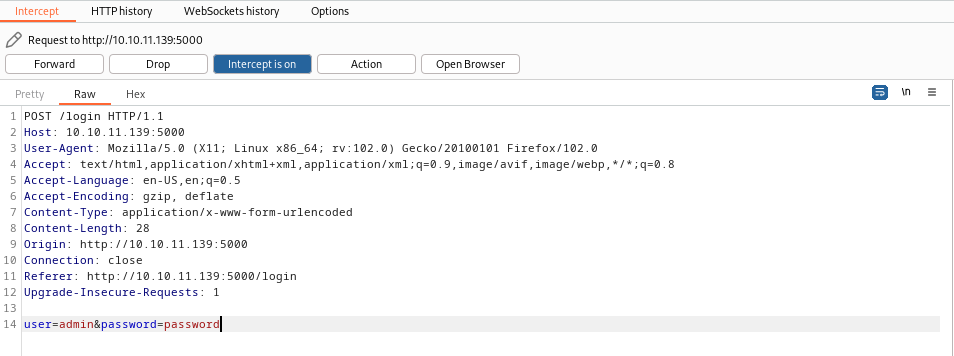 Intercept HTTP history WebSockets history Options
Request to http://10.10.11.139:5000
Forward Drop Intercept is on Action Open Browser
Pretty Raw Hex \n
1 POST /login HTTP/1.1
2 Host: 10.10.11.139:5000
3 User-Agent: Mozilla/5.0 (X11; Linux x86_64; rv:102.0) Gecko/20100101 Firefox/102.0
4 Accept: text/html,application/xhtml+xml,application/xml;q=0.9,image/avif,image/webp,*/*;q=0.8
5 Accept-Language: en-US,en;q=0.5
6 Accept-Encoding: gzip, deflate
7 Content-Type: application/x-www-form-urlencoded
8 Content-Length: 28
9 Origin: http://10.10.11.139:5000
10 Connection: close
11 Referer: http://10.10.11.139:5000/login
12 Upgrade-Insecure-Requests: 1
13
14 user=admin&password=password